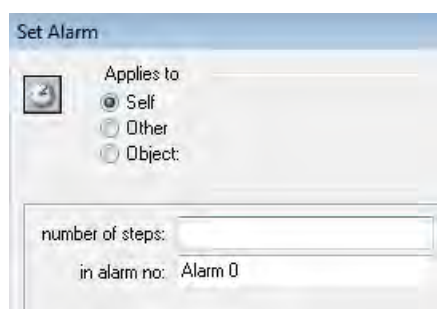 Set Alarm
Applies to
Self
Other
Object:
number of steps:
in alarm no: Alarm 0